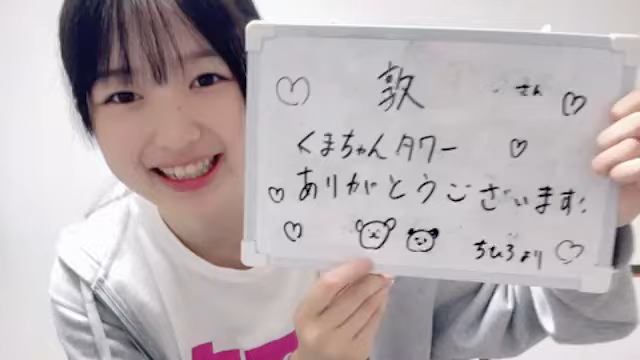 敦 さん
くまちゃんタワー
ありがとうございます!
ちひろより